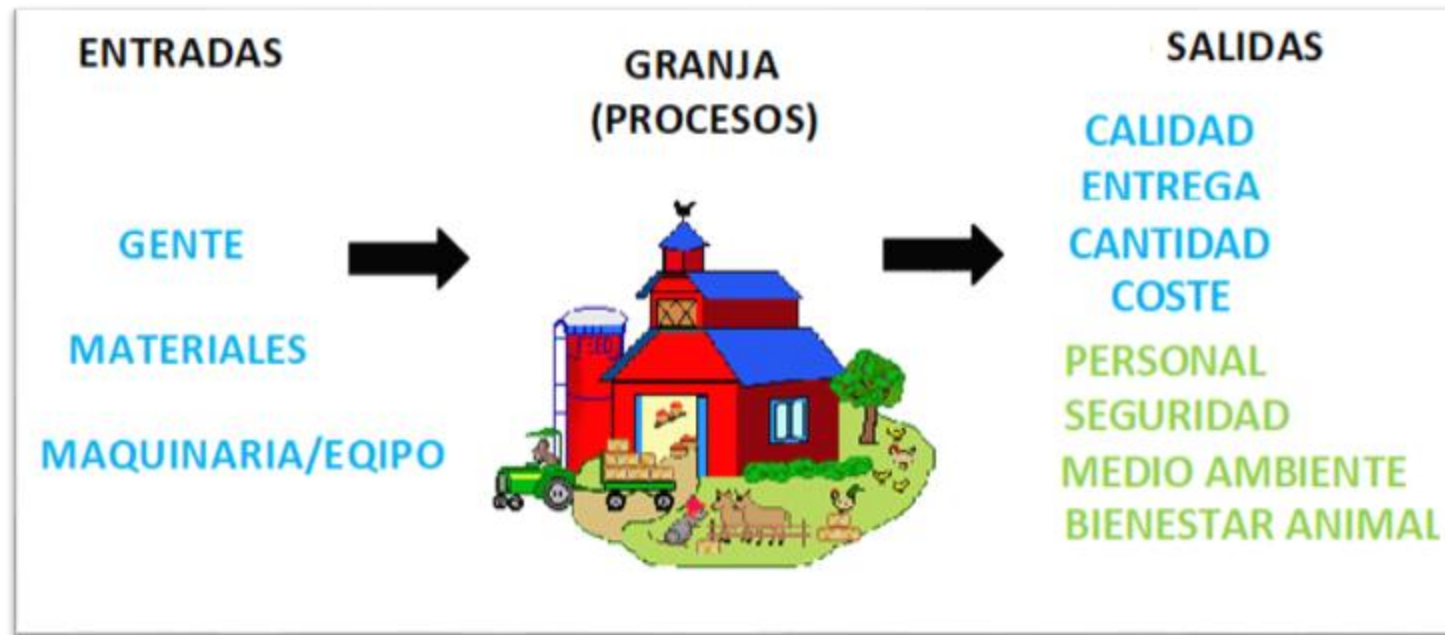 ENTRADAS
GENTE
MATERIALES
MAQUINARIA/EQIPO
GRANJA
(PROCESOS)
SALIDAS
CALIDAD
ENTREGA
CANTIDAD
COSTE
PERSONAL
SEGURIDAD
MEDIO AMBIENTE
BIENESTAR ANIMAL